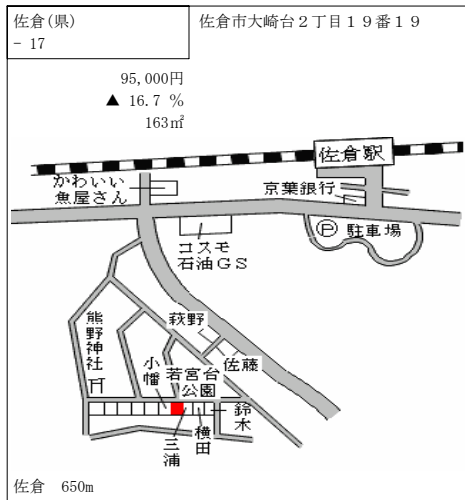 佐倉(県)
- 17
佐倉市大崎台２丁目１９番１９
95,000円
▲ 16.7 %
163㎡
佐倉駅
かわいい
魚屋さん
京葉銀行
Ⓟ 駐車場
コスモ
石油ＧＳ
熊野神社
萩野
小幡
若宮台
公園
佐藤
鈴木
横田
三浦
佐倉 650m